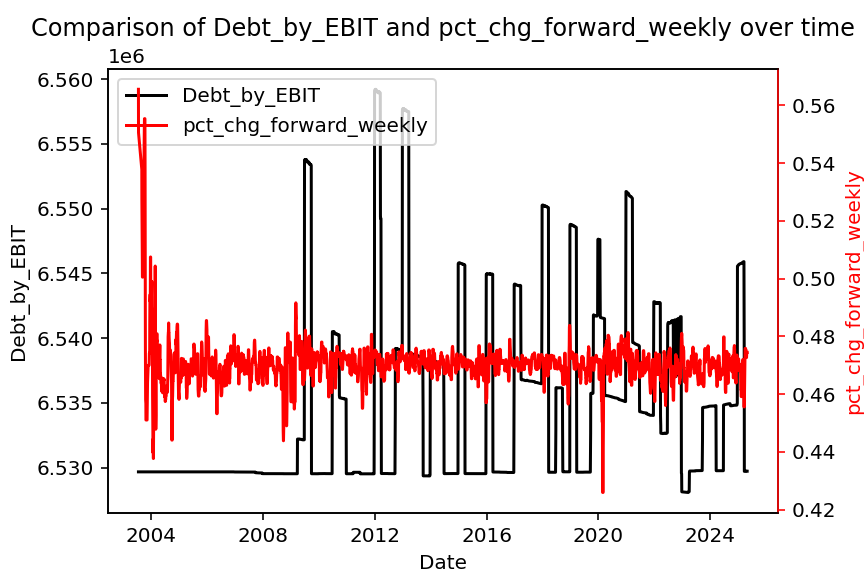 Comparison of Debt_by_EBIT and pct_chg_forward_weekly over time
1e6
Debt_by_EBIT
pct_chg_forward_weekly
6.560
6.555
6.550
6.545
6.540
6.535
6.530
Debt_by_EBIT
0.56
0.54
0.52
0.50
0.48
0.46
0.44
0.42
pct_chg_forward_weekly
2004 2008 2012 2016 2020 2024
Date